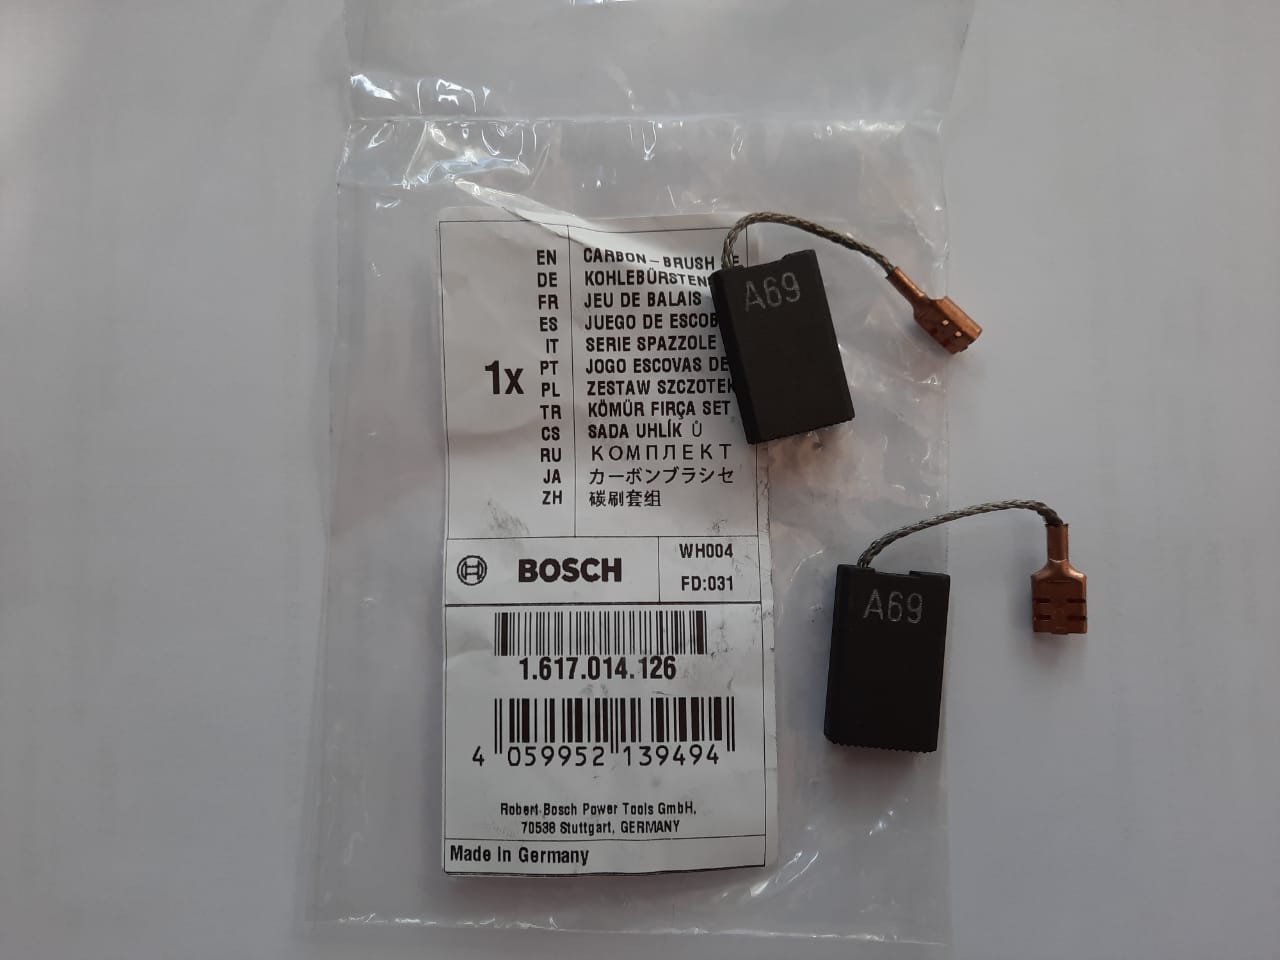 EN CARBON-BRUSH
DE KOHLEBÜRSTEN
FR JEU DE BALAIS
ES JUEGO DE ESCOB
IT SERIE SPAZZOLE
1x
PT JOGO ESCOVAS DE
PL ZESTAW SZCZOTEK
TR KÖMÜR FIRÇA SET
CS SADA UHLÍK Ů
RU КОМПЛЕКТ
JA カーボンブラシセ
ZH 碳刷套组
BOSCH
WH004
FD:031
1.617.014.126
4 059952 139494
Robert Bosch Power Tools GmbH,
70538 Stuttgart, GERMANY
Made in Germany
A69
A69